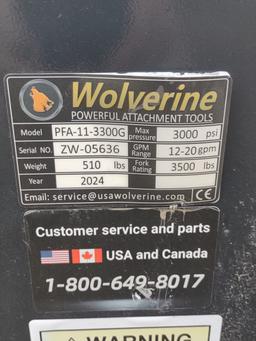 Wolverine
POWERFUL ATTACHMENT TOOLS
Model PFA-11-3300G Max pressure 3000 psi
Serial NO. ZW-05636 GPM Range 12-20 gpm
Weight 510 lbs Fork Rating 3500 lbs
Year 2024
Email: service@usawolverine.com CE
Customer service and parts
USA and Canada
1-800-649-8017
WARNING